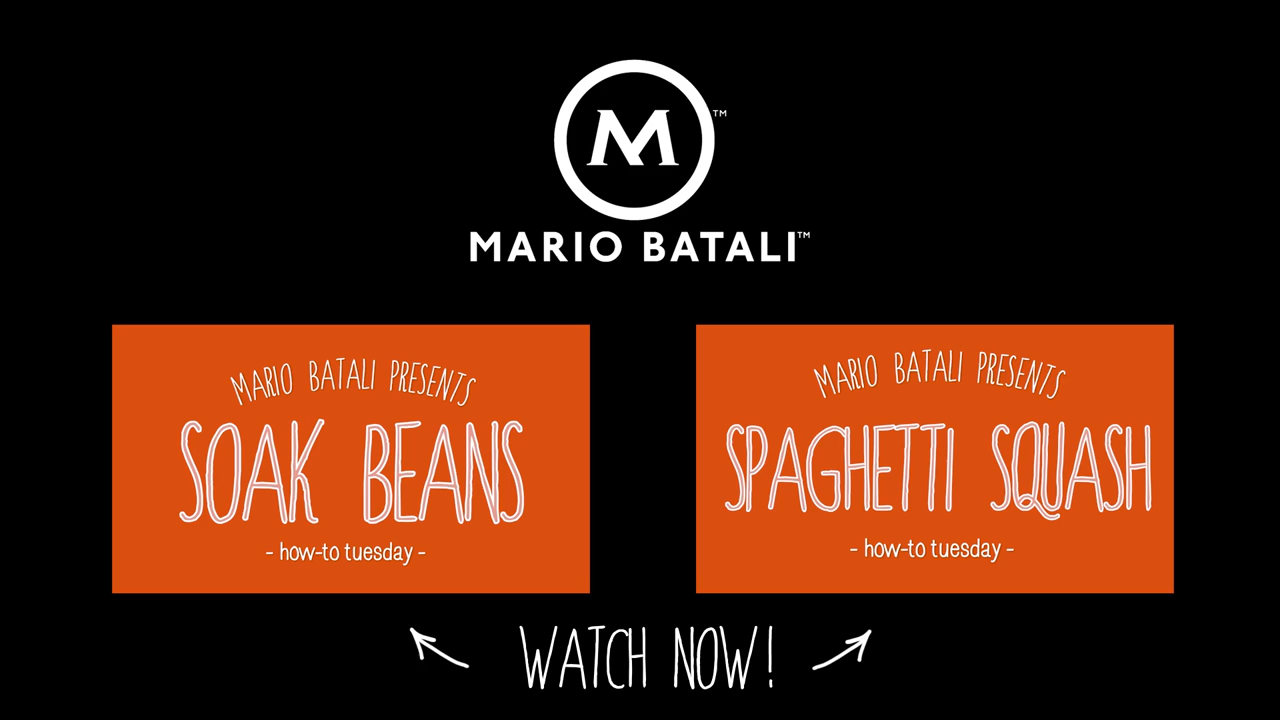 M™
MARIO BATALI™
MARIO BATALI PRESENTS
SOAK BEANS
- how-to tuesday -
MARIO BATALI PRESENTS
SPAGHETTI SQUASH
- how-to tuesday -
WATCH NOW!